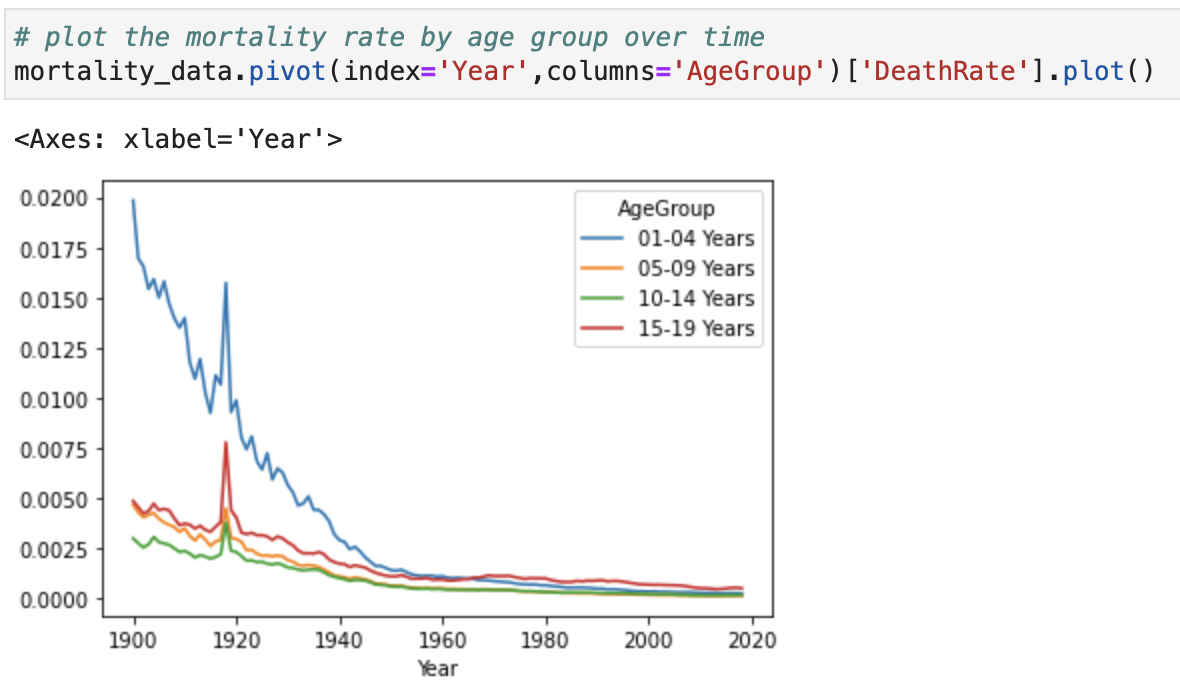 # plot the mortality rate by age group over time
mortality_data.pivot(index='Year',columns='AgeGroup')['DeathRate'].plot()
<Axes: xlabel='Year'>
AgeGroup
01-04 Years
05-09 Years
10-14 Years
15-19 Years
0.0200
0.0175
0.0150
0.0125
0.0100
0.0075
0.0050
0.0025
0.0000
1900 1920 1940 1960 1980 2000 2020
Year